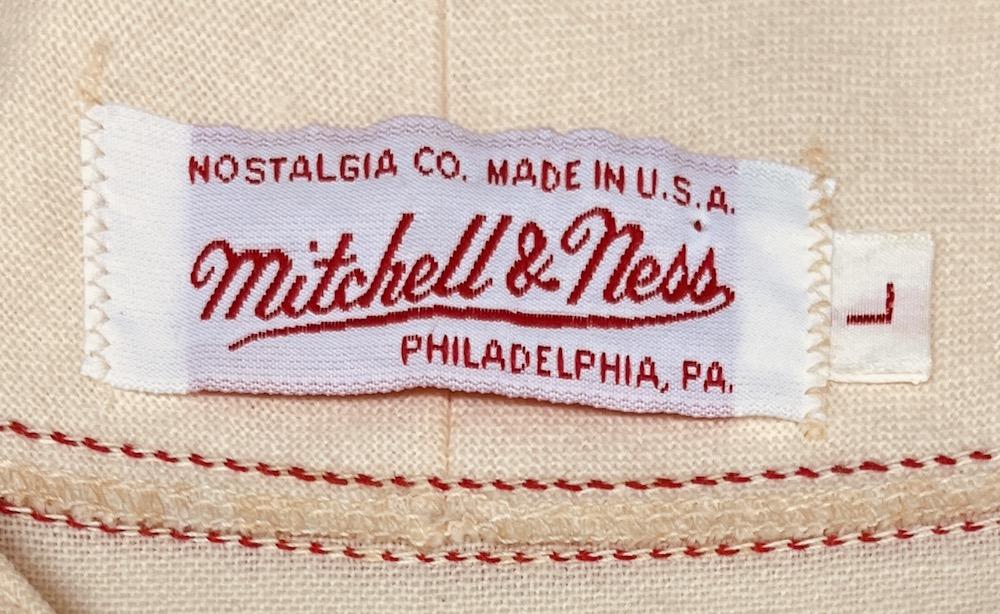 NOSTALGIA CO. MADE IN U.S.A.
Mitchell & Ness
PHILADELPHIA, PA.
L